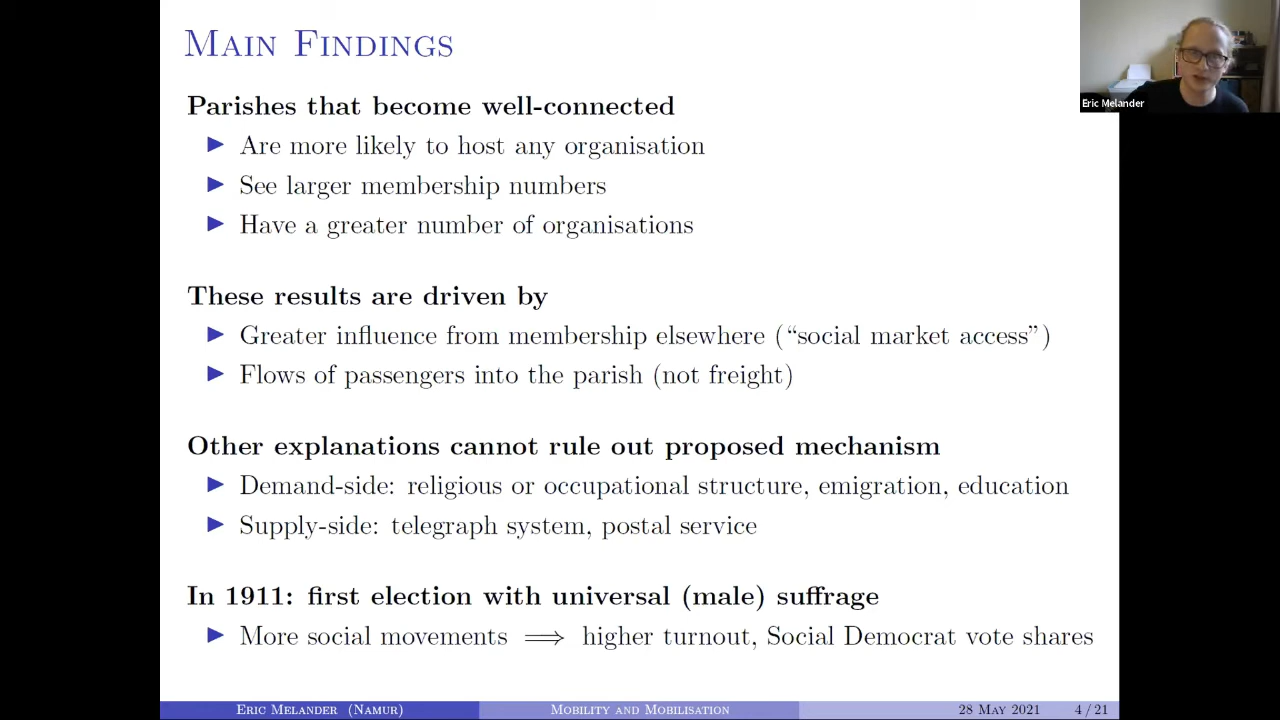 Main Findings
Eric Melander
Parishes that become well-connected
Are more likely to host any organisation
See larger membership numbers
Have a greater number of organisations
These results are driven by
Greater influence from membership elsewhere (“social market access”)
Flows of passengers into the parish (not freight)
Other explanations cannot rule out proposed mechanism
Demand-side: religious or occupational structure, emigration, education
Supply-side: telegraph system, postal service
In 1911: first election with universal (male) suffrage
More social movements ⟹ higher turnout, Social Democrat vote shares
Eric Melander (Namur) Mobility and Mobilisation 28 May 2021 4 / 21